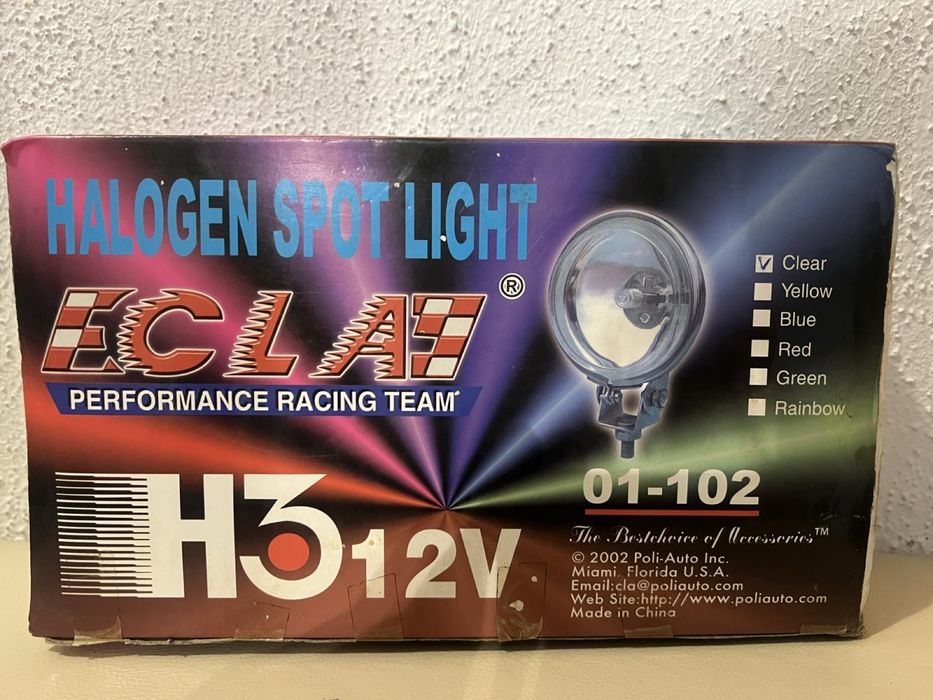 HALOGEN SPOT LIGHT
ECLAT®
PERFORMANCE RACING TEAM
H3 12V
Clear
Yellow
Blue
Red
Green
Rainbow
01-102
The Bestchoice of Accessories™
© 2002 Poli-Auto Inc.
Miami. Florida U.S.A.
Email:cla@poliauto.com
Web Site:http://www.poliauto.com
Made in China